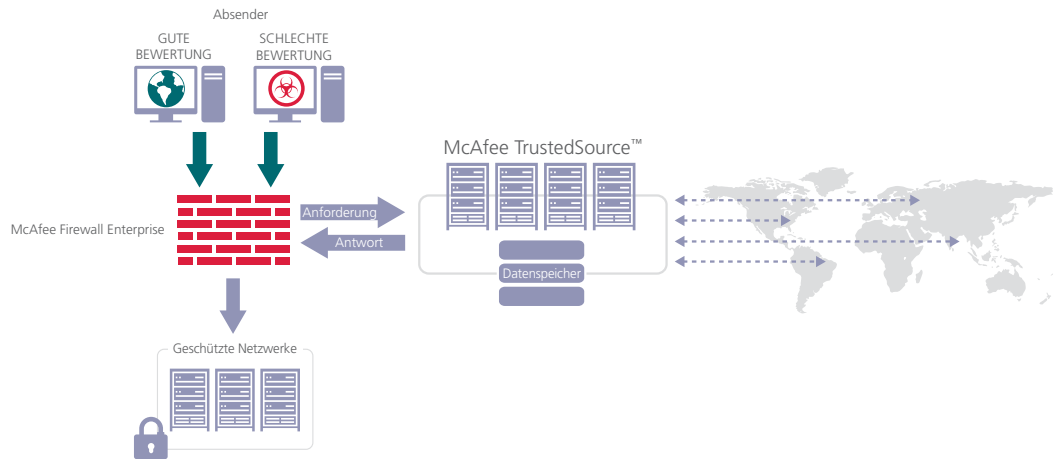 Absender
GUTE
BEWERTUNG
SCHLECHTE
BEWERTUNG
McAfee TrustedSource™
McAfee Firewall Enterprise
Anforderung
Antwort
Datenspeicher
Geschützte Netzwerke